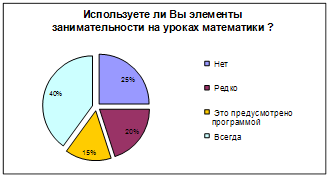 Используете ли Вы элементы
занимательности на уроках математики ?
25%
20%
15%
40%
Нет
Редко
Это предусмотрено
программой
Всегда